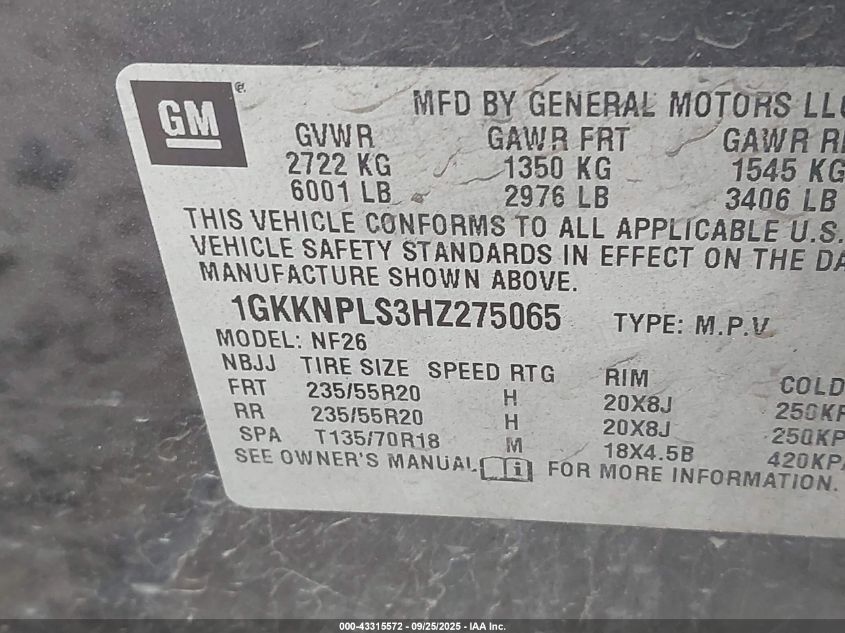 GM ®
MFD BY GENERAL MOTORS LLC
GVWR GAWR FRT GAWR R
2722 KG 1350 KG 1545 KG
6001 LB 2976 LB 3406 LB
THIS VEHICLE CONFORMS TO ALL APPLICABLE U.S.
VEHICLE SAFETY STANDARDS IN EFFECT ON THE DA
MANUFACTURE SHOWN ABOVE.
1GKKNPLS3HZ275065 TYPE: M.P.V
MODEL: NF26
NBJJ TIRE SIZE SPEED RTG RIM COLD
FRT 235/55R20 H 20X8J 250KP
RR 235/55R20 H 20X8J 250KP
SPA T135/70R18 M 18X4.5B 420KPA
SEE OWNER'S MANUAL i FOR MORE INFORMATION.
000-43315572 - 09/25/2025 - IAA Inc.